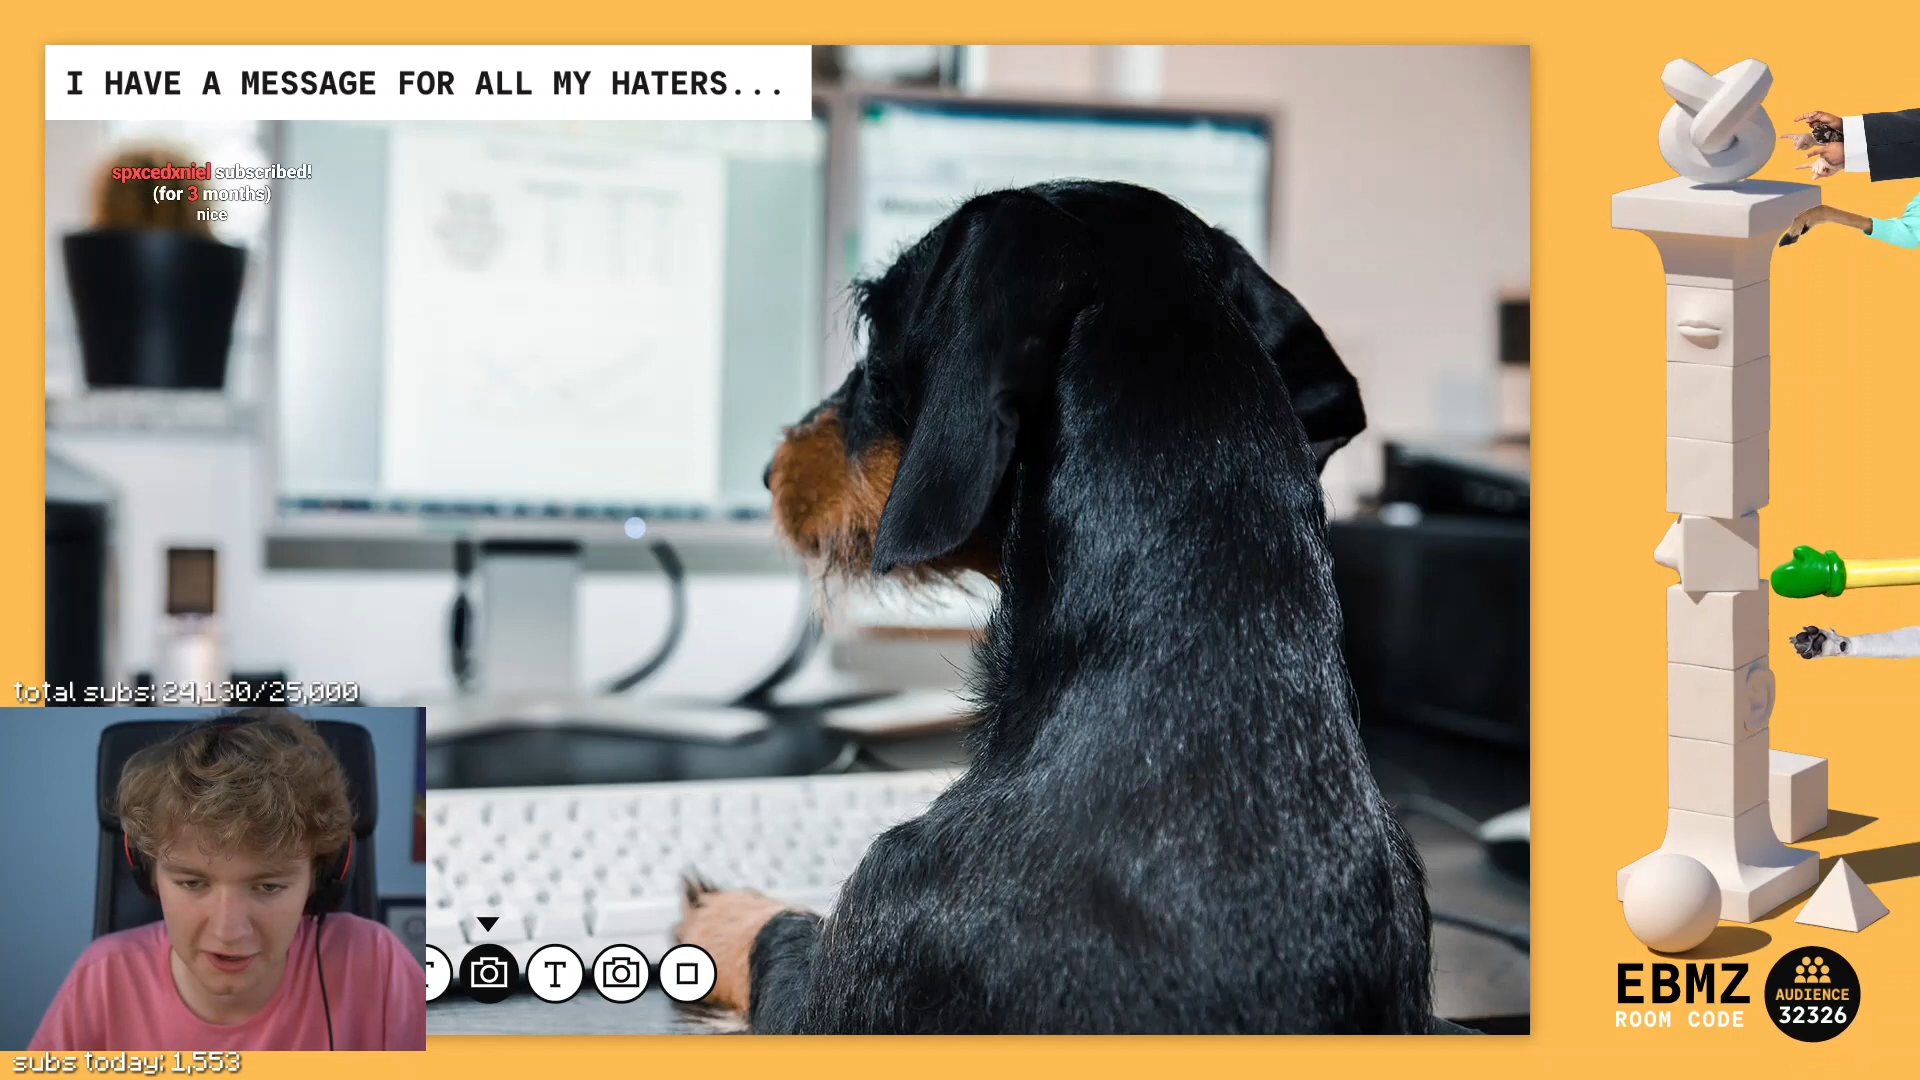 I HAVE A MESSAGE FOR ALL MY HATERS...
spxcedxniel subscribed!
(for 3 months)
nice
total subs: 24,130/25,000
T
EBMZ
ROOM CODE
AUDIENCE
32326
subs today: 1,553